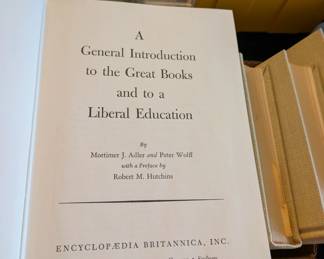 A
General Introduction
to the Great Books
and to a
Liberal Education
By
Mortimer J. Adler and Peter Wolff
with a Preface by
Robert M. Hutchins
ENCYCLOPÆDIA BRITANNICA, INC.